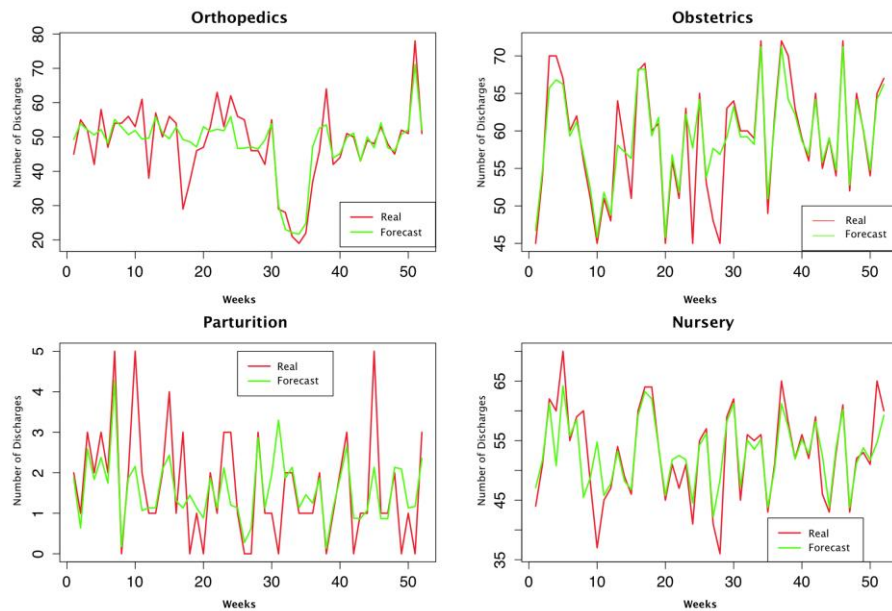 Orthopedics
Number of Discharges
80
70
60
50
40
30
20
0
10
20
30
40
50
Weeks
Real
Forecast
Obstetrics
Number of Discharges
70
65
60
55
50
45
0
10
20
30
40
50
Weeks
Real
Forecast
Parturition
Number of Discharges
5
4
3
2
1
0
0
10
20
30
40
50
Weeks
Real
Forecast
Nursery
Number of Discharges
65
55
45
35
0
10
20
30
40
50
Weeks
Real
Forecast